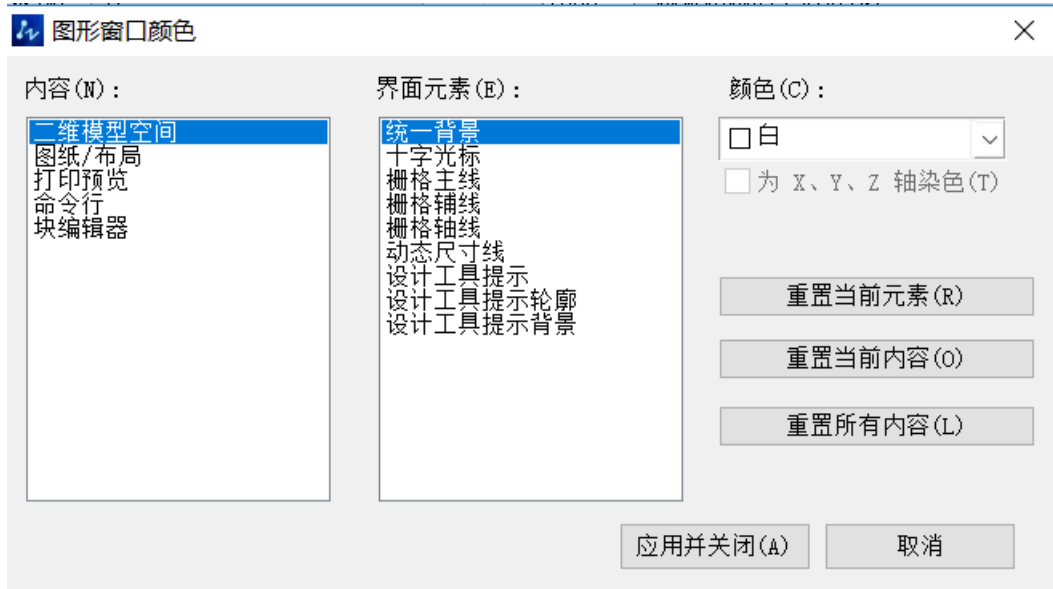 图形窗口颜色
内容(N)：
二维模型空间
图纸/布局
打印预览
命令行
块编辑器
界面元素(E)：
统一背景
十字光标
栅格主线
栅格辅线
栅格轴线
动态尺寸线
设计工具提示
设计工具提示轮廓
设计工具提示背景
颜色(C)：
白
为 X、Y、Z 轴染色(T)
重置当前元素(R)
重置当前内容(O)
重置所有内容(L)
应用并关闭(A)
取消